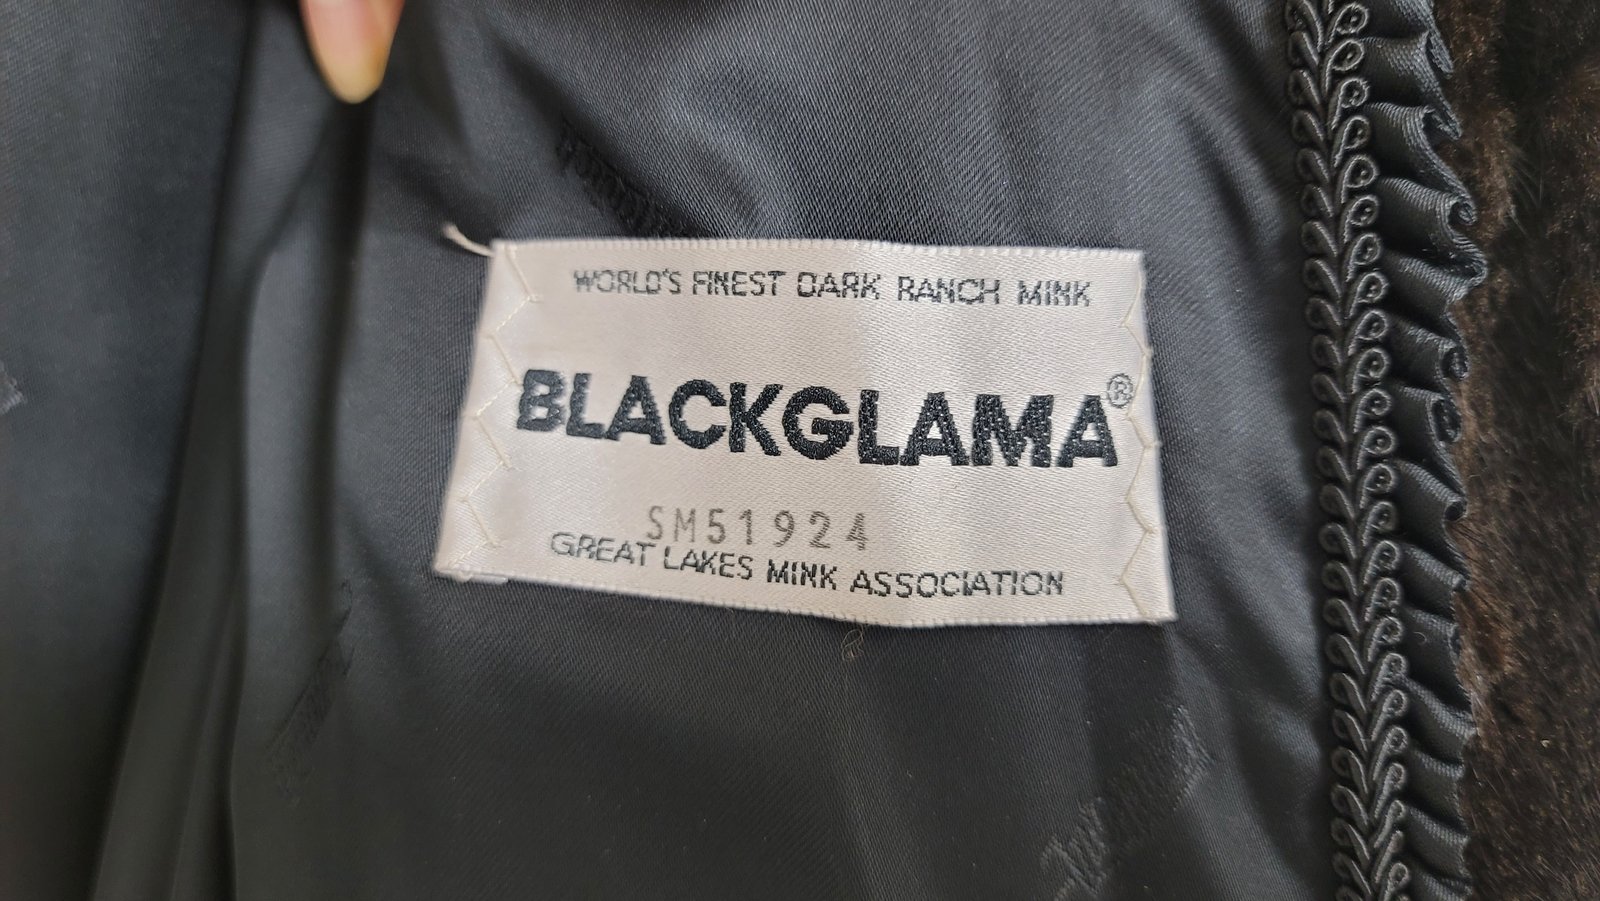 WORLD'S FINEST DARK RANCH MINK
BLACKGLAMA®
SM51924
GREAT LAKES MINK ASSOCIATION